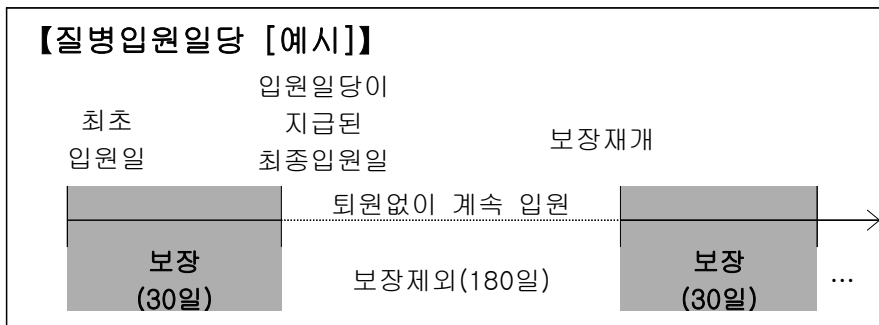 【질병입원일당 [예시]】
최초
입원일
입원일당이
지급된
최종입원일
보장재개
퇴원없이 계속 입원
보장
(30일)
보장제외(180일)
보장
(30일)
…